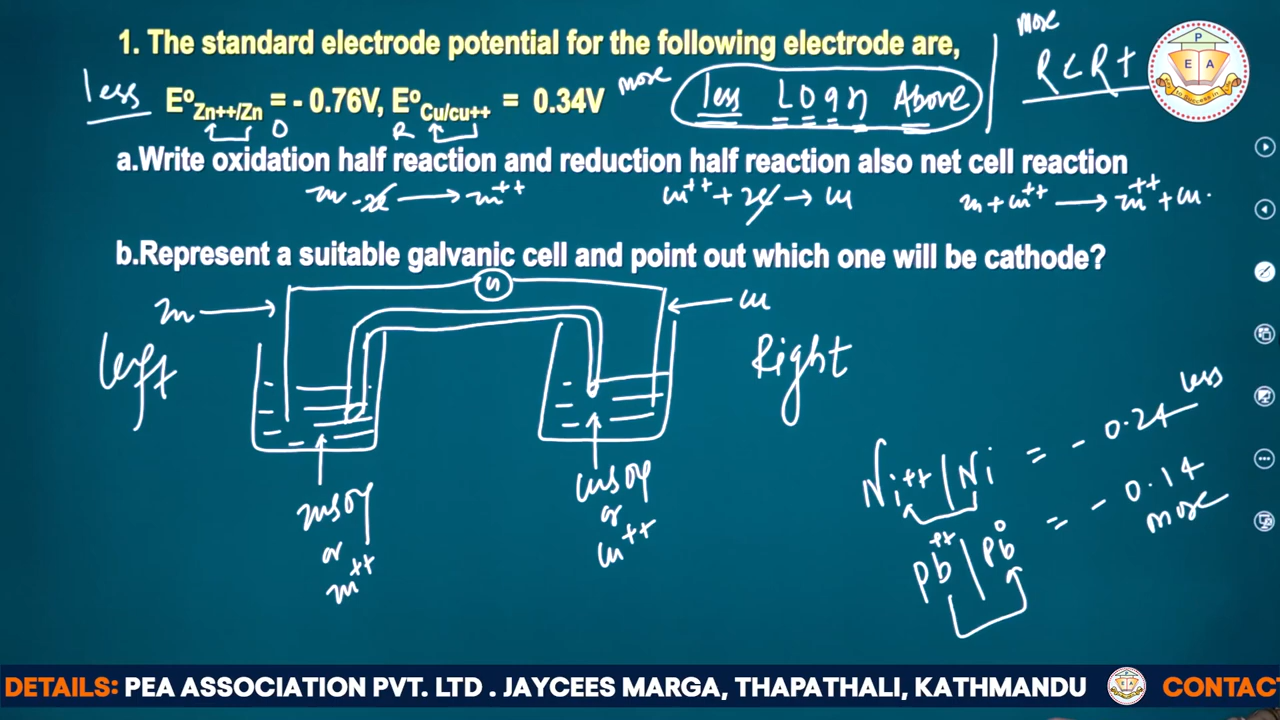 1. The standard electrode potential for the following electrode are,
more
R C R +
P
E A
less E⁰Zn++/Zn = - 0.76V, E⁰Cu/cu++ = 0.34V more
less LOan Above
O
R
a.Write oxidation half reaction and reduction half reaction also net cell reaction
Zn - 2e → Zn++
Cu++ + 2e → Cu
Zn + Cu++ → Zn++ + Cu.
b.Represent a suitable galvanic cell and point out which one will be cathode?
Zn
Cu
Left
Right
ZnSO4
or
Zn++
CuSO4
or
Cu++
Ni++ | Ni = - 0.24 less
Pb++ | Pb = - 0.14
more
DETAILS: PEA ASSOCIATION PVT. LTD . JAYCEES MARGA, THAPATHALI, KATHMANDU
CONTAC